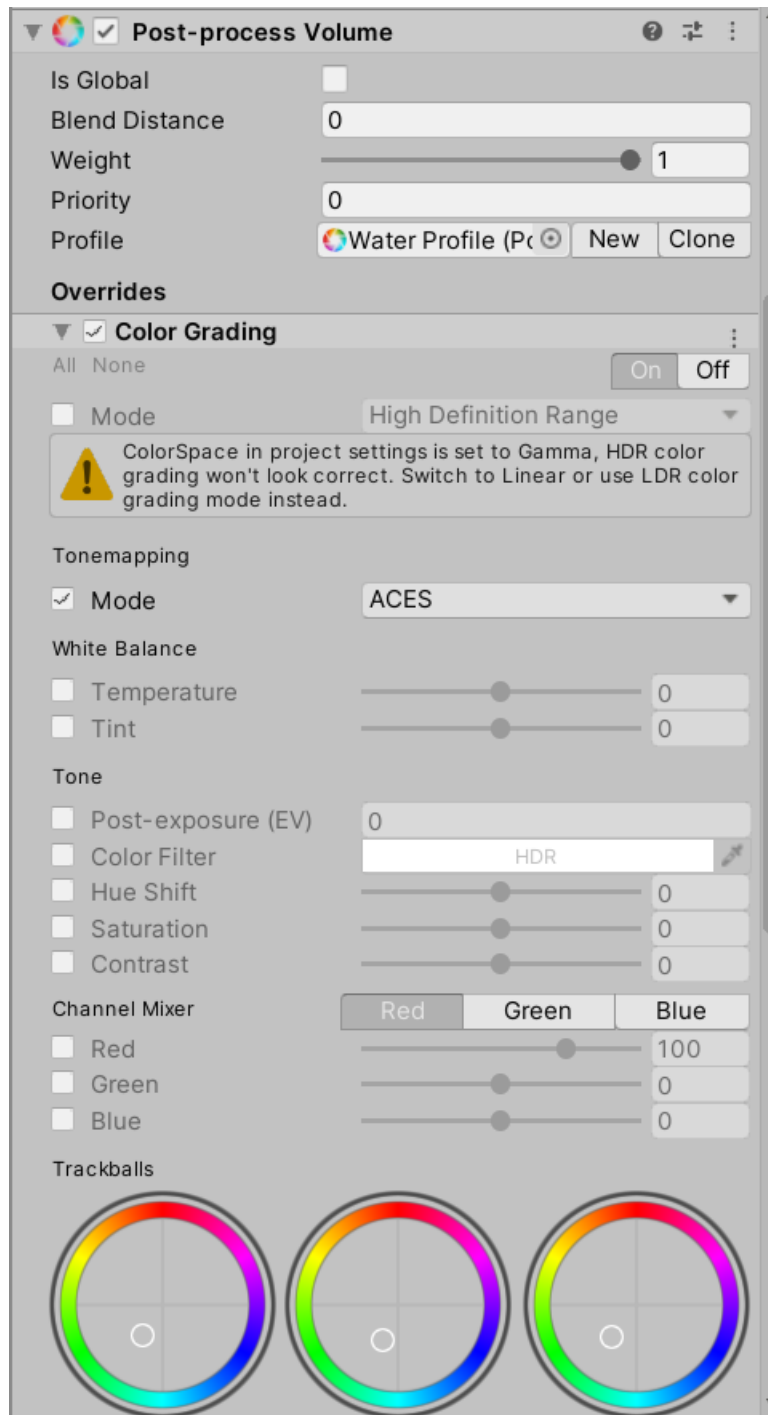 Post-process Volume
Is Global
Blend Distance 0
Weight 1
Priority 0
Profile Water Profile (Po New Clone
Overrides
Color Grading
All None On Off
Mode High Definition Range
ColorSpace in project settings is set to Gamma, HDR color
grading won't look correct. Switch to Linear or use LDR color
grading mode instead.
Tonemapping
Mode ACES
White Balance
Temperature 0
Tint 0
Tone
Post-exposure (EV) 0
Color Filter HDR
Hue Shift 0
Saturation 0
Contrast 0
Channel Mixer Red Green Blue
Red 100
Green 0
Blue 0
Trackballs